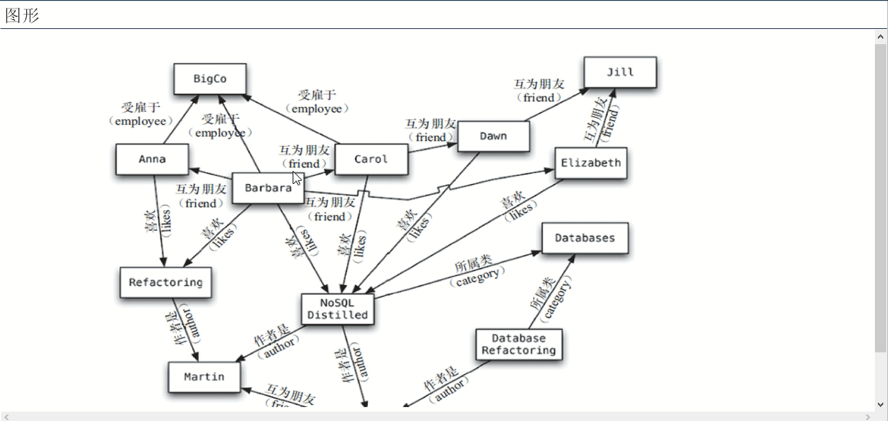 图形
BigCo
Jill
互为朋友
(friend)
受雇于
(employee)
受雇于
(employee)
受雇于
(employee)
互为朋友
(friend)
互为朋友
(friend)
Dawn
Anna
互为朋友
(friend)
Carol
Elizabeth
Barbara
互为朋友
(friend)
互为朋友
(friend)
喜欢
(likes)
喜欢
(likes)
喜欢
(likes)
喜欢
(likes)
喜欢
(likes)
喜欢
(likes)
Databases
所属类
(category)
所属类
(category)
Refactoring
NoSQL
Distilled
作者是
(author)
作者是
(author)
作者是
(author)
Database
Refactoring
Martin
作者是
(author)
互为朋友